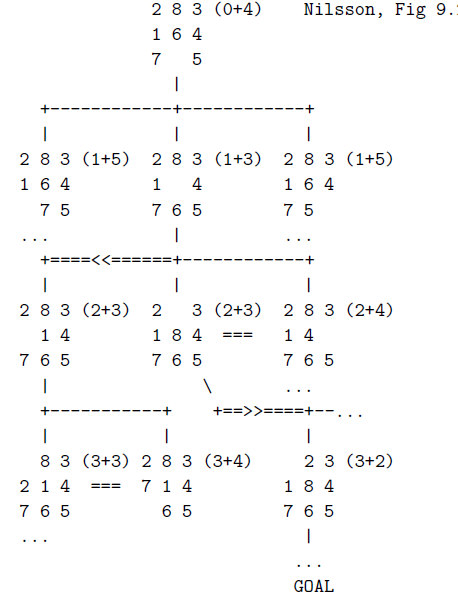 2 8 3 (0+4)    Nilsson, Fig 9.
1 6 4
7   5
|
+------------+------------+
|            |            |
2 8 3 (1+5)  2 8 3 (1+3)  2 8 3 (1+5)
1 6 4        1   4        1 6 4
  7 5        7 6 5        7 5
...          |            ...
+====<<======+------------+
|            |            |
2 8 3 (2+3)  2   3 (2+3)  2 8 3 (2+4)
  1 4        1 8 4  ===   1 4
7 6 5        7 6 5        7 6 5
|               \         ...
+-----------+    +==>>====+--...
|           |             |
  8 3 (3+3) 2 8 3 (3+4)     2 3 (3+2)
2 1 4  ===  7 1 4         1 8 4
7 6 5         6 5         7 6 5
...                       |
...
GOAL